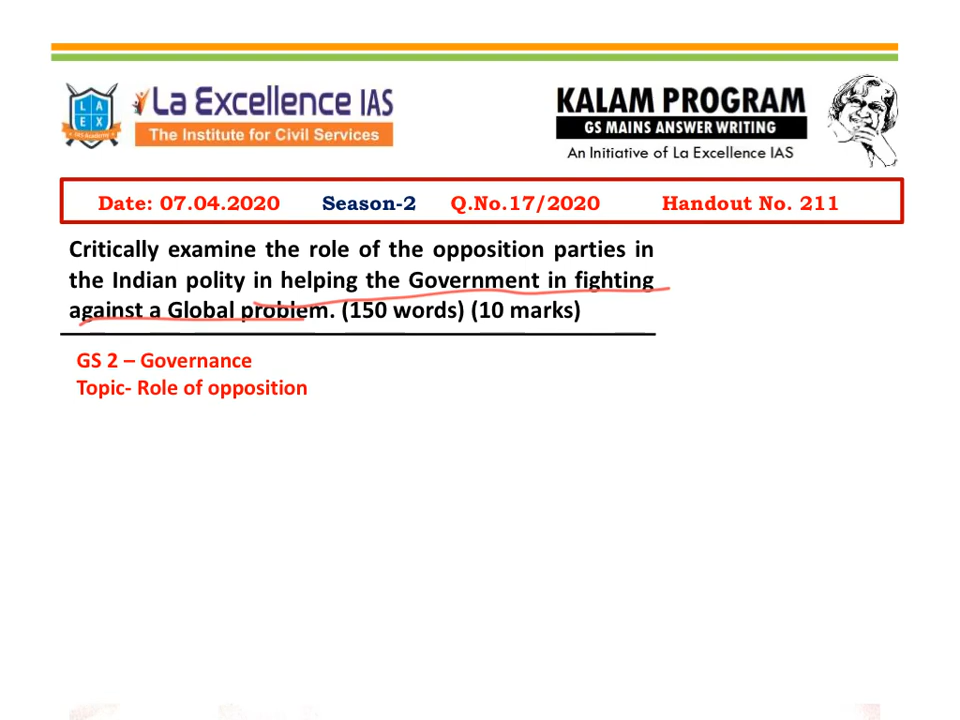 La Excellence IAS
The Institute for Civil Services
L A
E X
IAS Academy
KALAM PROGRAM
GS MAINS ANSWER WRITING
An Initiative of La Excellence IAS
Date: 07.04.2020 Season-2 Q.No.17/2020 Handout No. 211
Critically examine the role of the opposition parties in
the Indian polity in helping the Government in fighting
against a Global problem. (150 words) (10 marks)
GS 2 – Governance
Topic- Role of opposition